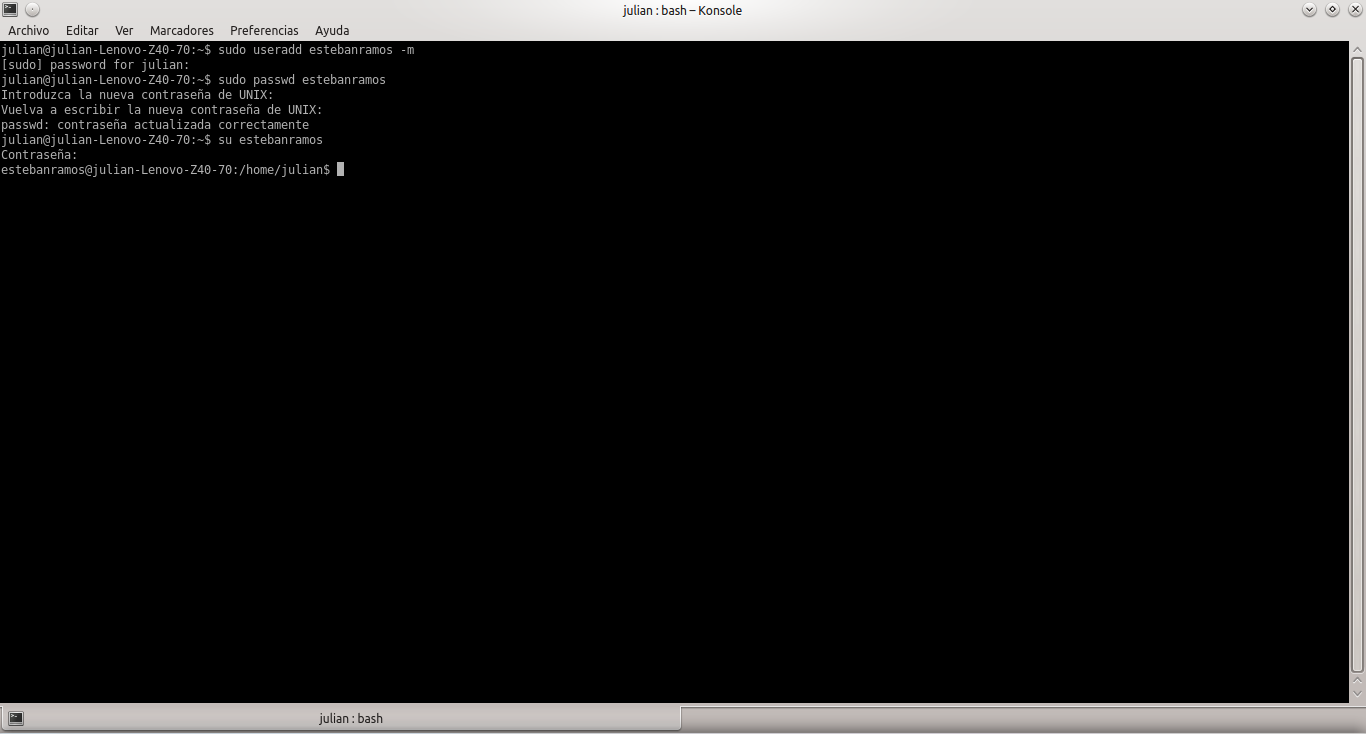 julian : bash – Konsole
Archivo Editar Ver Marcadores Preferencias Ayuda
julian@julian-Lenovo-Z40-70:~$ sudo useradd estebanramos -m
[sudo] password for julian:
julian@julian-Lenovo-Z40-70:~$ sudo passwd estebanramos
Introduzca la nueva contraseña de UNIX:
Vuelva a escribir la nueva contraseña de UNIX:
passwd: contraseña actualizada correctamente
julian@julian-Lenovo-Z40-70:~$ su estebanramos
Contraseña:
estebanramos@julian-Lenovo-Z40-70:/home/julian$
julian : bash